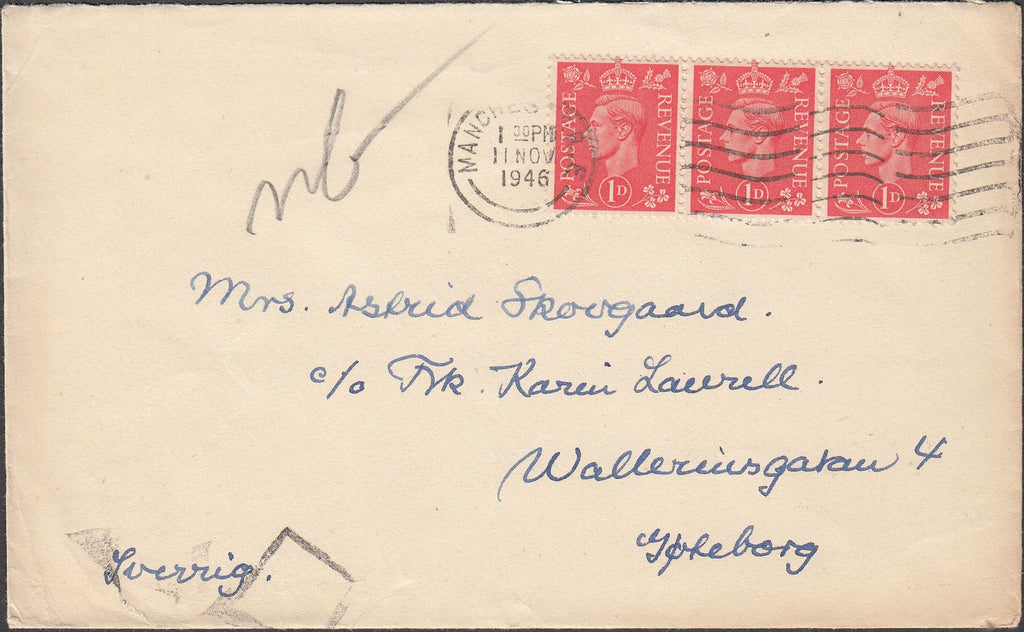 POSTAGE REVENUE 1D
POSTAGE REVENUE 1D
POSTAGE REVENUE 1D
1 30PM
11 NOV
1946
Mrs. Astrid Skovgaard.
c/o Frk. Karin Laurell.
Walleriusgatan 4
Gøteborg
Sverrig.